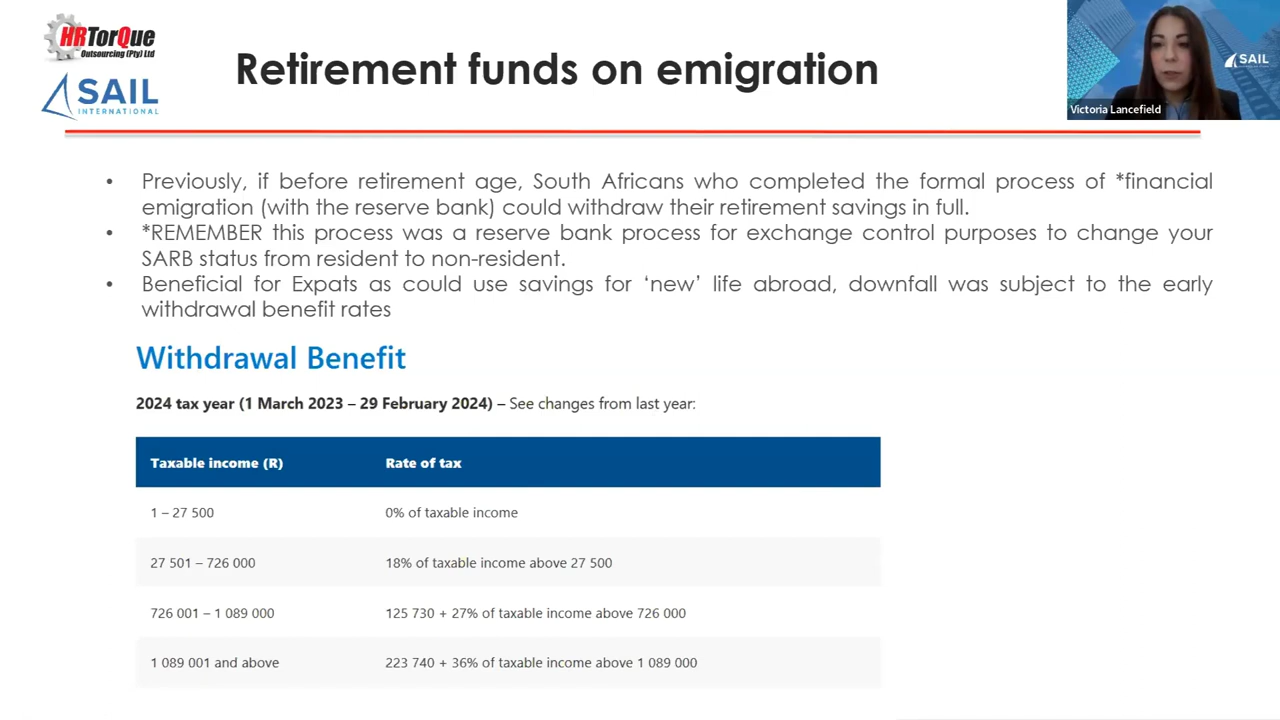 HRTorQue
Outsourcing (Pty) Ltd
SAIL
INTERNATIONAL
Retirement funds on emigration
SAIL
Victoria Lancefield
• Previously, if before retirement age, South Africans who completed the formal process of *financial
emigration (with the reserve bank) could withdraw their retirement savings in full.
• *REMEMBER this process was a reserve bank process for exchange control purposes to change your
SARB status from resident to non-resident.
• Beneficial for Expats as could use savings for ‘new’ life abroad, downfall was subject to the early
withdrawal benefit rates
Withdrawal Benefit
2024 tax year (1 March 2023 – 29 February 2024) – See changes from last year:
Taxable income (R) Rate of tax
1 – 27 500 0% of taxable income
27 501 – 726 000 18% of taxable income above 27 500
726 001 – 1 089 000 125 730 + 27% of taxable income above 726 000
1 089 001 and above 223 740 + 36% of taxable income above 1 089 000